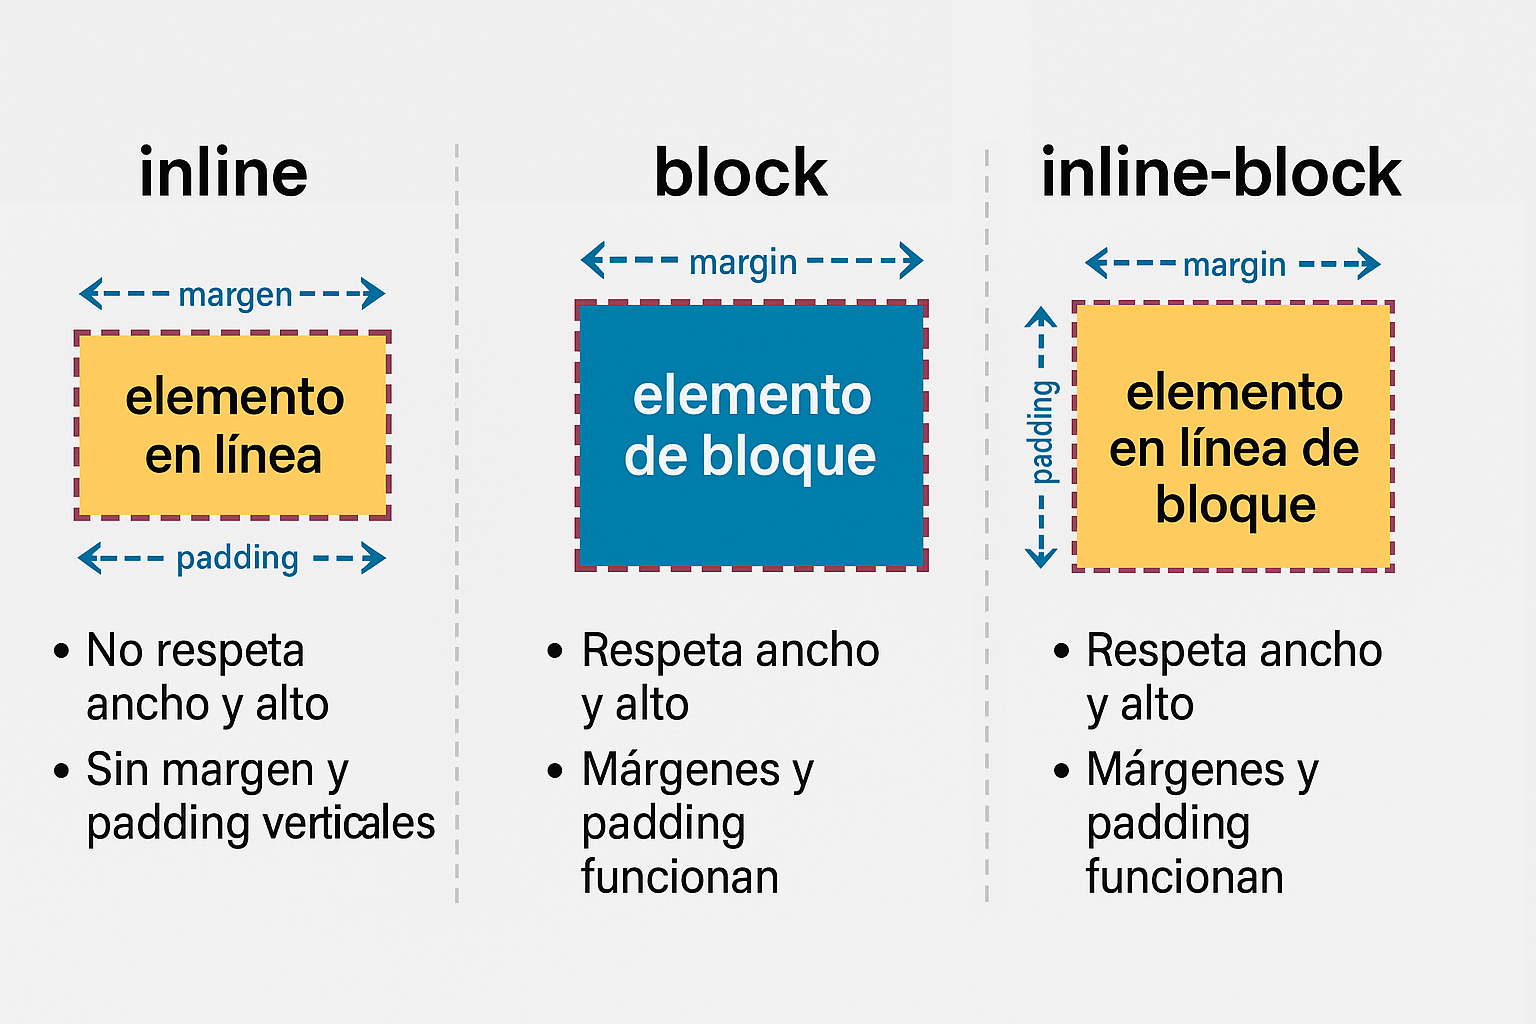 inline
margen
elemento
en línea
padding
• No respeta
ancho y alto
• Sin margen y
padding verticales
block
margin
elemento
de bloque
• Respeta ancho
y alto
• Márgenes y
padding
funcionan
inline-block
margin
padding
elemento
en línea de
bloque
• Respeta ancho
y alto
• Márgenes y
padding
funcionan